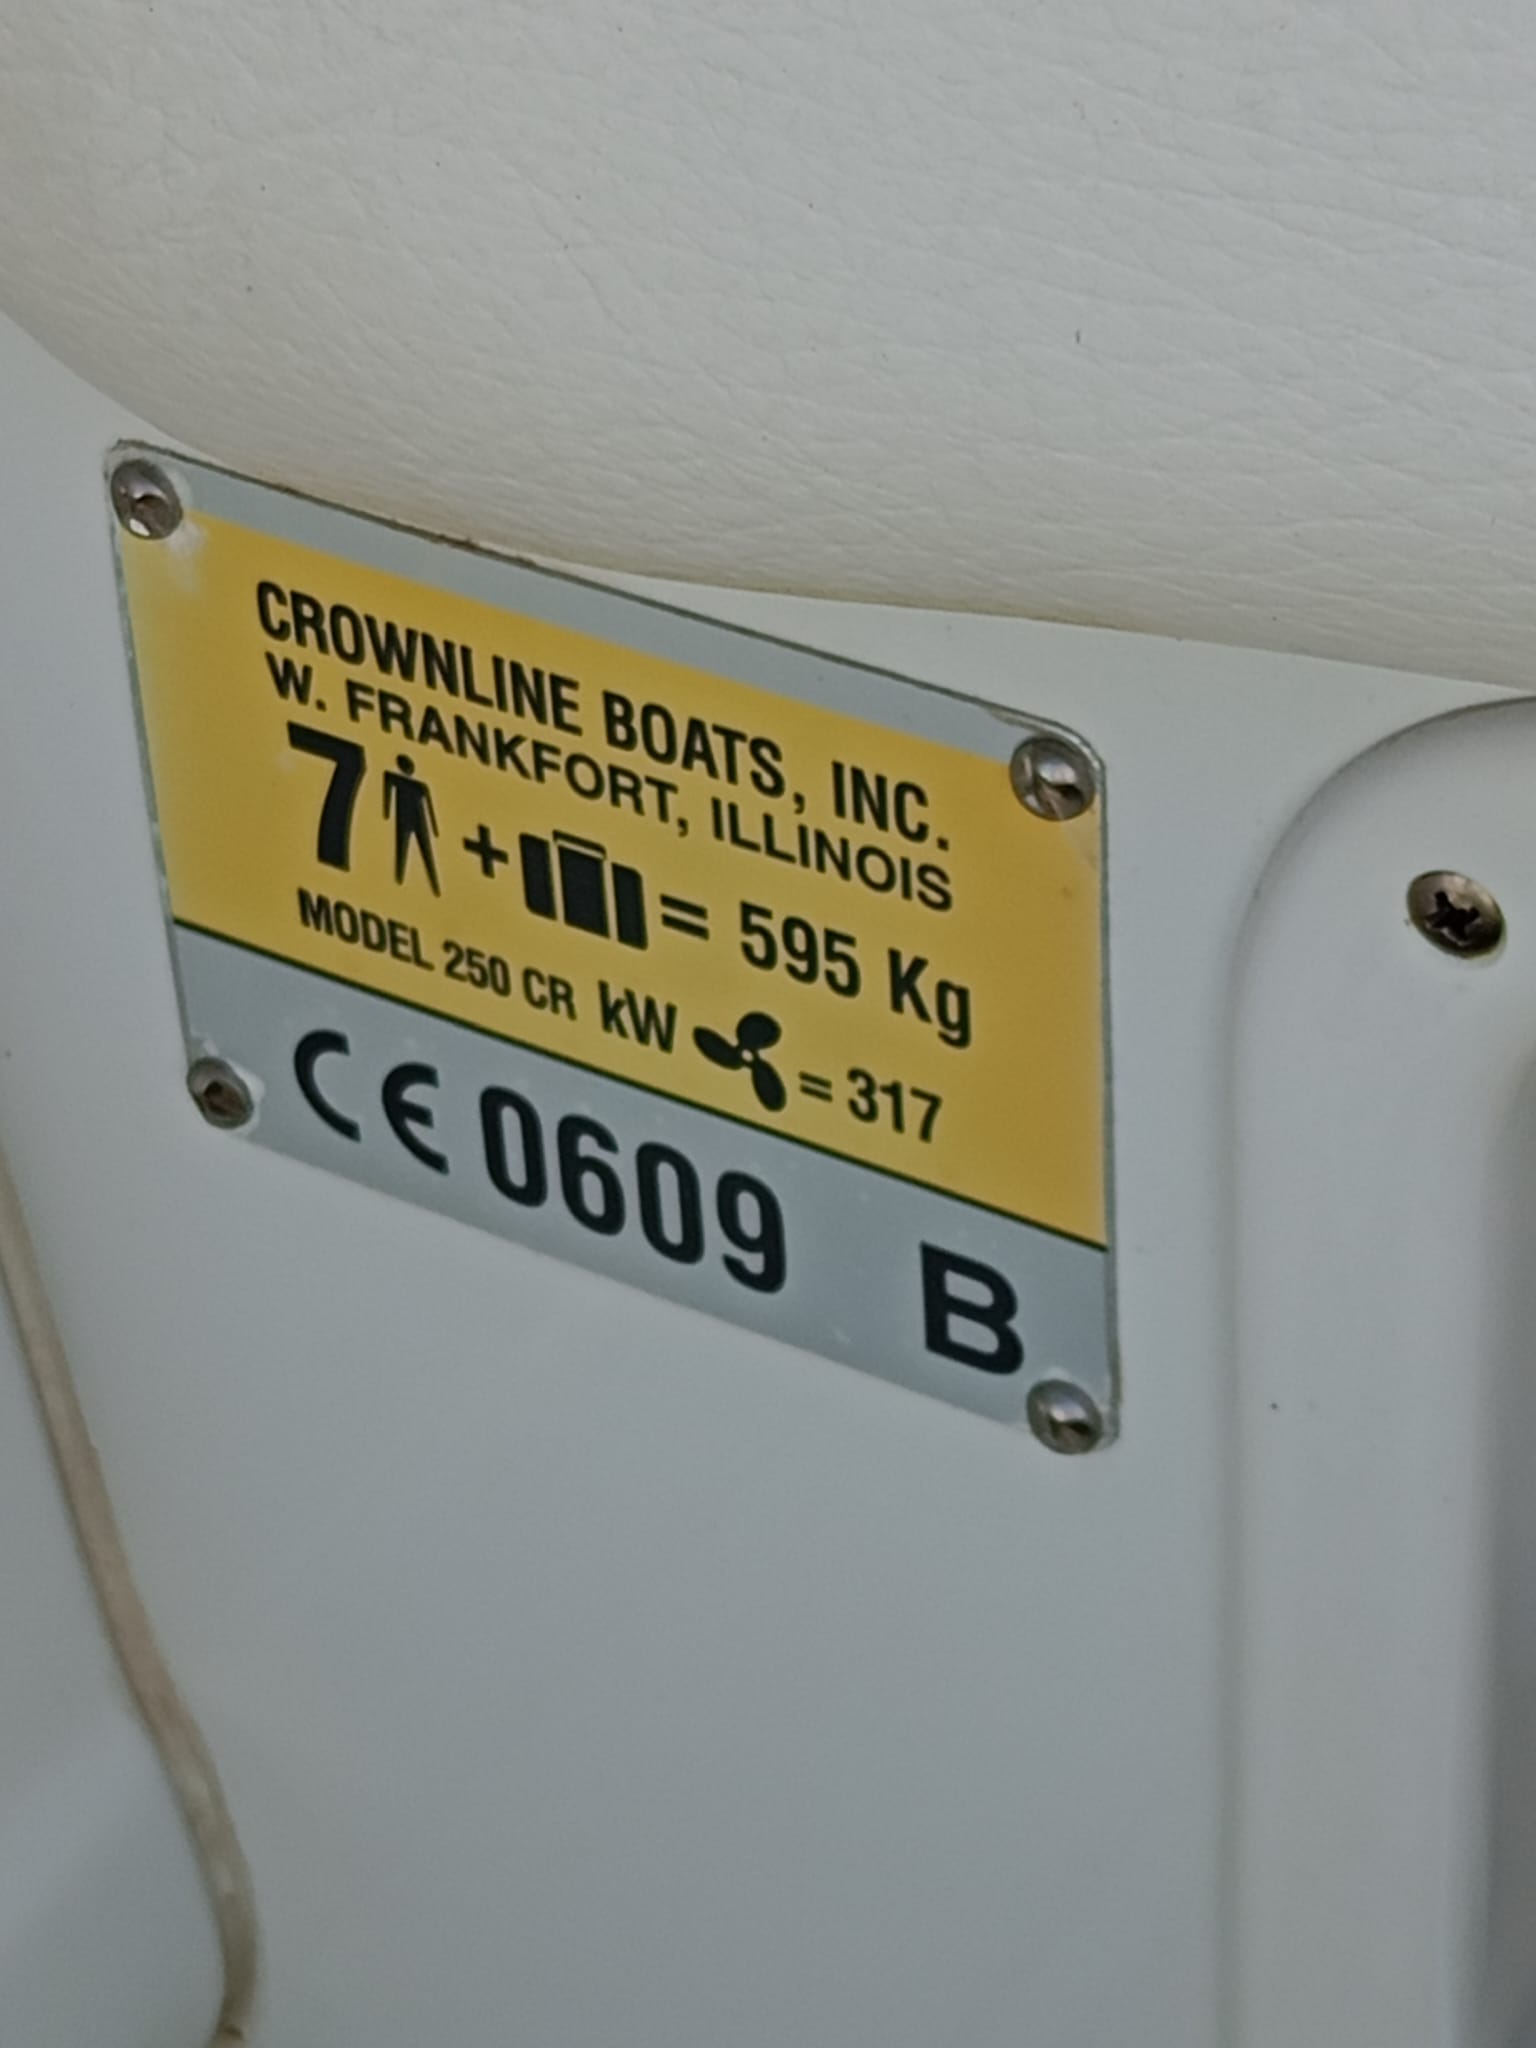 CROWNLINE BOATS, INC.
W. FRANKFORT, ILLINOIS
7 + = 595 Kg
MODEL 250 CR kW = 317
CE 0609 B